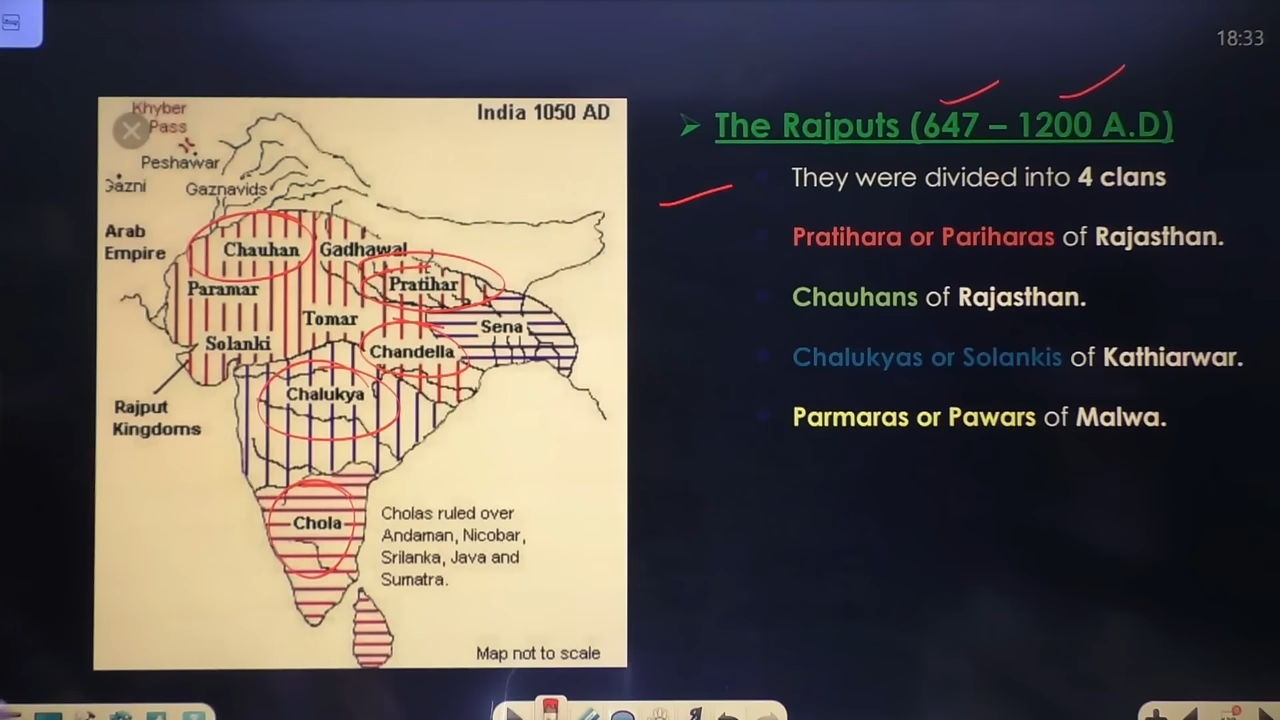 18:33
Khyber
Pass
India 1050 AD
Peshawar
Gazni
Gaznavids
Arab
Empire
Chauhan
Gadhawal
Paramar
Pratihar
Tomar
Sena
Solanki
Chandella
Chalukya
Rajput
Kingdoms
Chola
Cholas ruled over
Andaman, Nicobar,
Srilanka, Java and
Sumatra.
Map not to scale
The Rajputs (647 – 1200 A.D)
They were divided into 4 clans
Pratihara or Pariharas of Rajasthan.
Chauhans of Rajasthan.
Chalukyas or Solankis of Kathiarwar.
Parmaras or Pawars of Malwa.